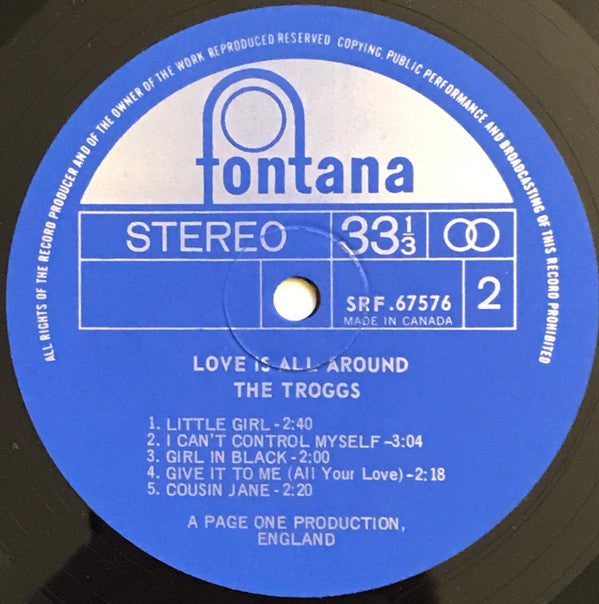 ALL RIGHTS OF THE RECORD PRODUCER AND OF THE OWNER OF THE WORK REPRODUCED RESERVED COPYING, PUBLIC PERFORMANCE AND BROADCASTING OF THIS RECORD PROHIBITED
fontana
STEREO 33⅓
SRF.67576 2
MADE IN CANADA
LOVE IS ALL AROUND
THE TROGGS
1. LITTLE GIRL-2:40
2. I CAN'T CONTROL MYSELF-3:04
3. GIRL IN BLACK-2:00
4. GIVE IT TO ME (All Your Love)-2:18
5. COUSIN JANE-2:20
A PAGE ONE PRODUCTION,
ENGLAND